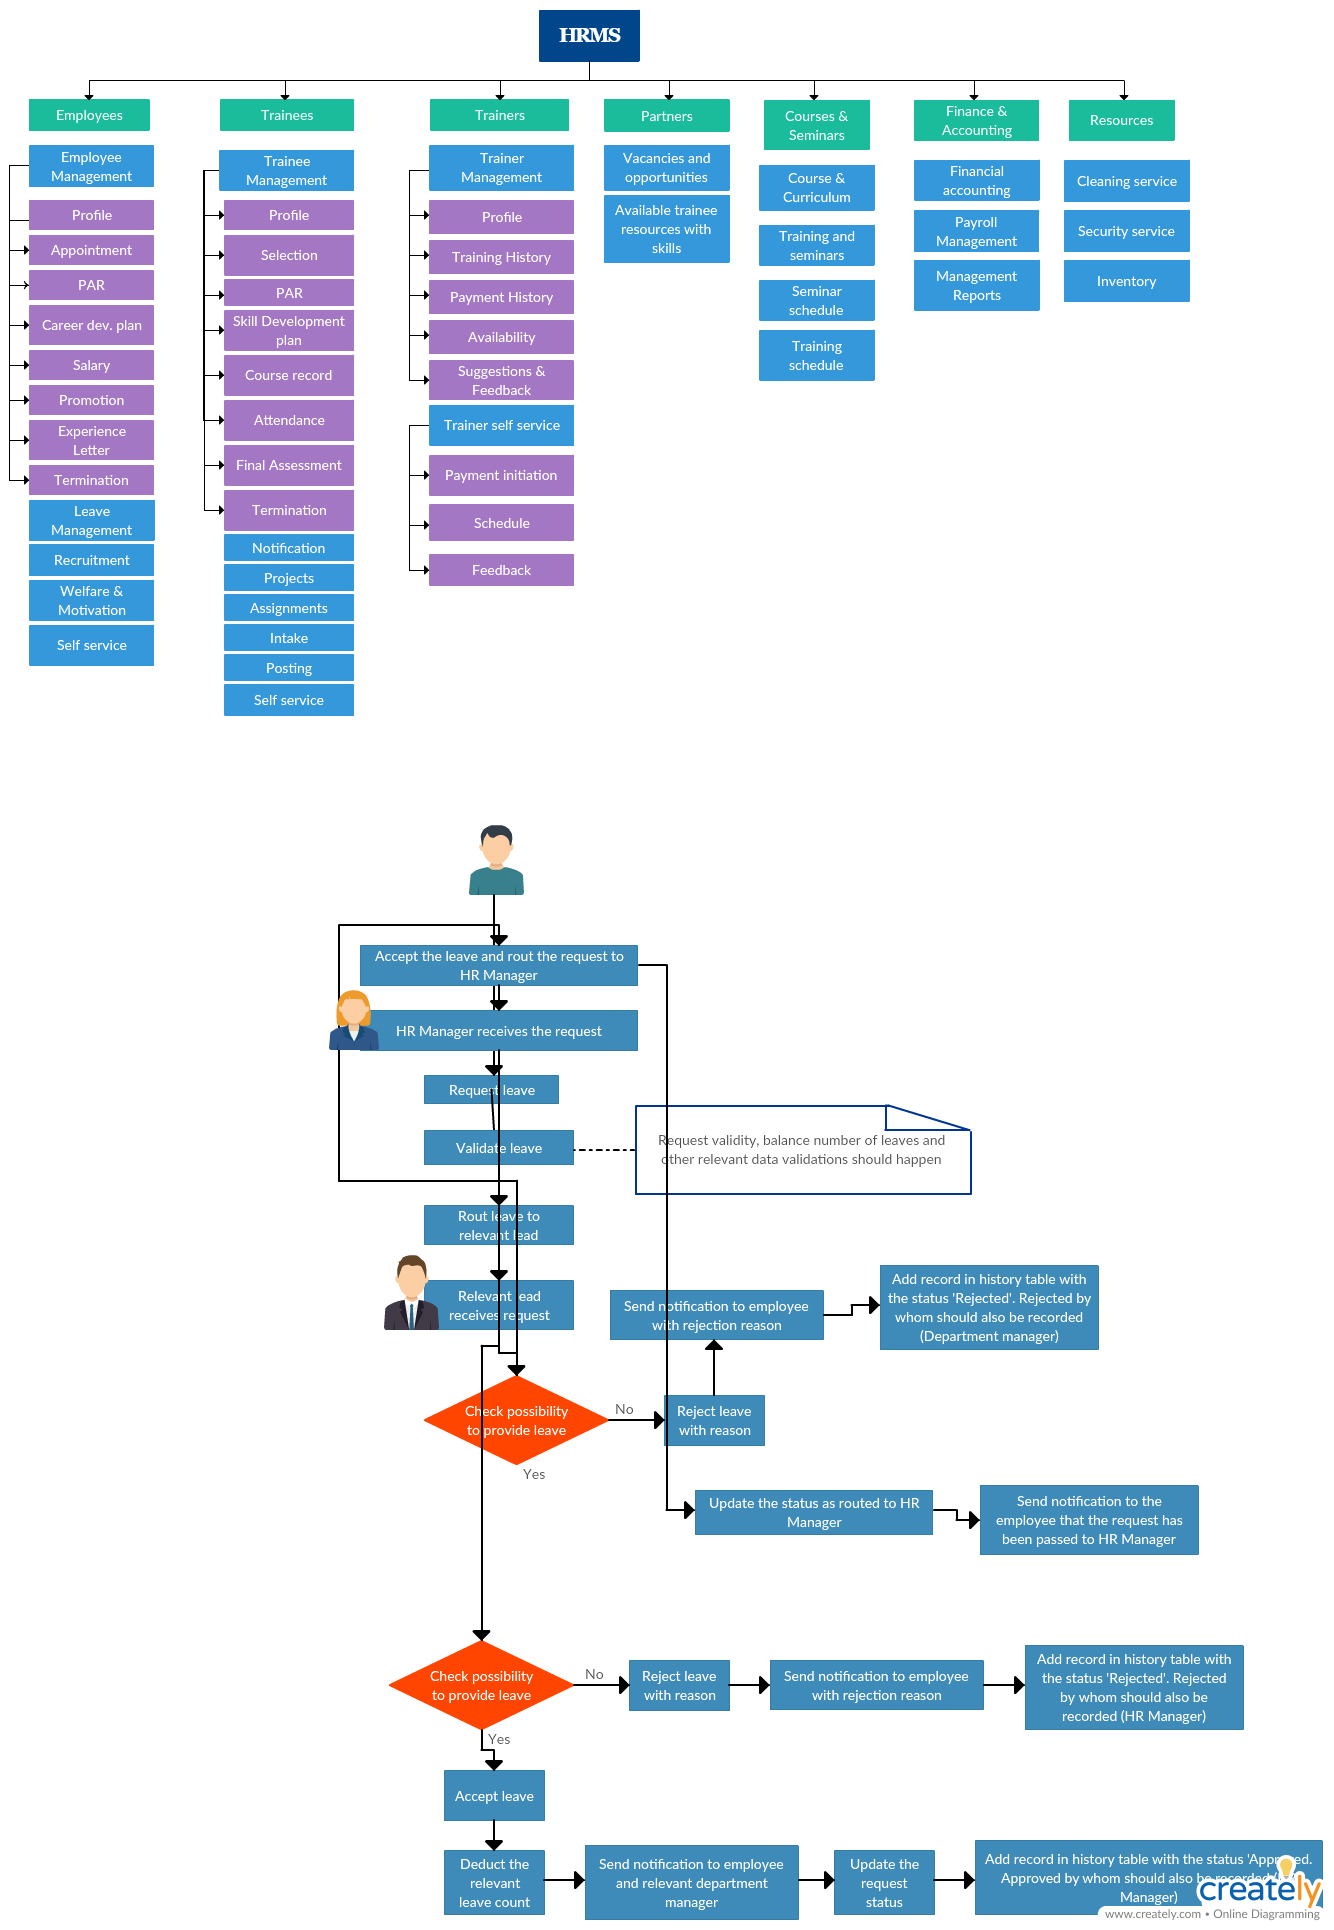 HRMS
Employees
Trainees
Trainers
Partners
Courses &
Seminars
Finance &
Accounting
Resources
Employee
Management
Profile
Appointment
PAR
Career dev. plan
Salary
Promotion
Experience
Letter
Termination
Leave
Management
Recruitment
Welfare &
Motivation
Self service
Trainee
Management
Profile
Selection
PAR
Skill Development
plan
Course record
Attendance
Final Assessment
Termination
Notification
Projects
Assignments
Intake
Posting
Self service
Trainer
Management
Profile
Training History
Payment History
Availability
Suggestions &
Feedback
Trainer self service
Payment initiation
Schedule
Feedback
Vacancies and
opportunities
Available trainee
resources with
skills
Course &
Curriculum
Training and
seminars
Seminar
schedule
Training
schedule
Financial
accounting
Payroll
Management
Management
Reports
Cleaning service
Security service
Inventory
Accept the leave and rout the request to
HR Manager
HR Manager receives the request
Request leave
Validate leave
Request validity, balance number of leaves and
other relevant data validations should happen
Rout leave to
relevant lead
Relevant lead
receives request
Send notification to employee
with rejection reason
Add record in history table with
the status 'Rejected'. Rejected by
whom should also be recorded
(Department manager)
Check possibility
to provide leave
No
Reject leave
with reason
Yes
Update the status as routed to HR
Manager
Send notification to the
employee that the request has
been passed to HR Manager
Check possibility
to provide leave
No
Reject leave
with reason
Send notification to employee
with rejection reason
Add record in history table with
the status 'Rejected'. Rejected
by whom should also be
recorded (HR Manager)
Yes
Accept leave
Deduct the
relevant
leave count
Send notification to employee
and relevant department
manager
Update the
request
status
Add record in history table with the status 'Approved.
Approved by whom should also be recorded
Manager)
creately
www.creately.com • Online Diagramming